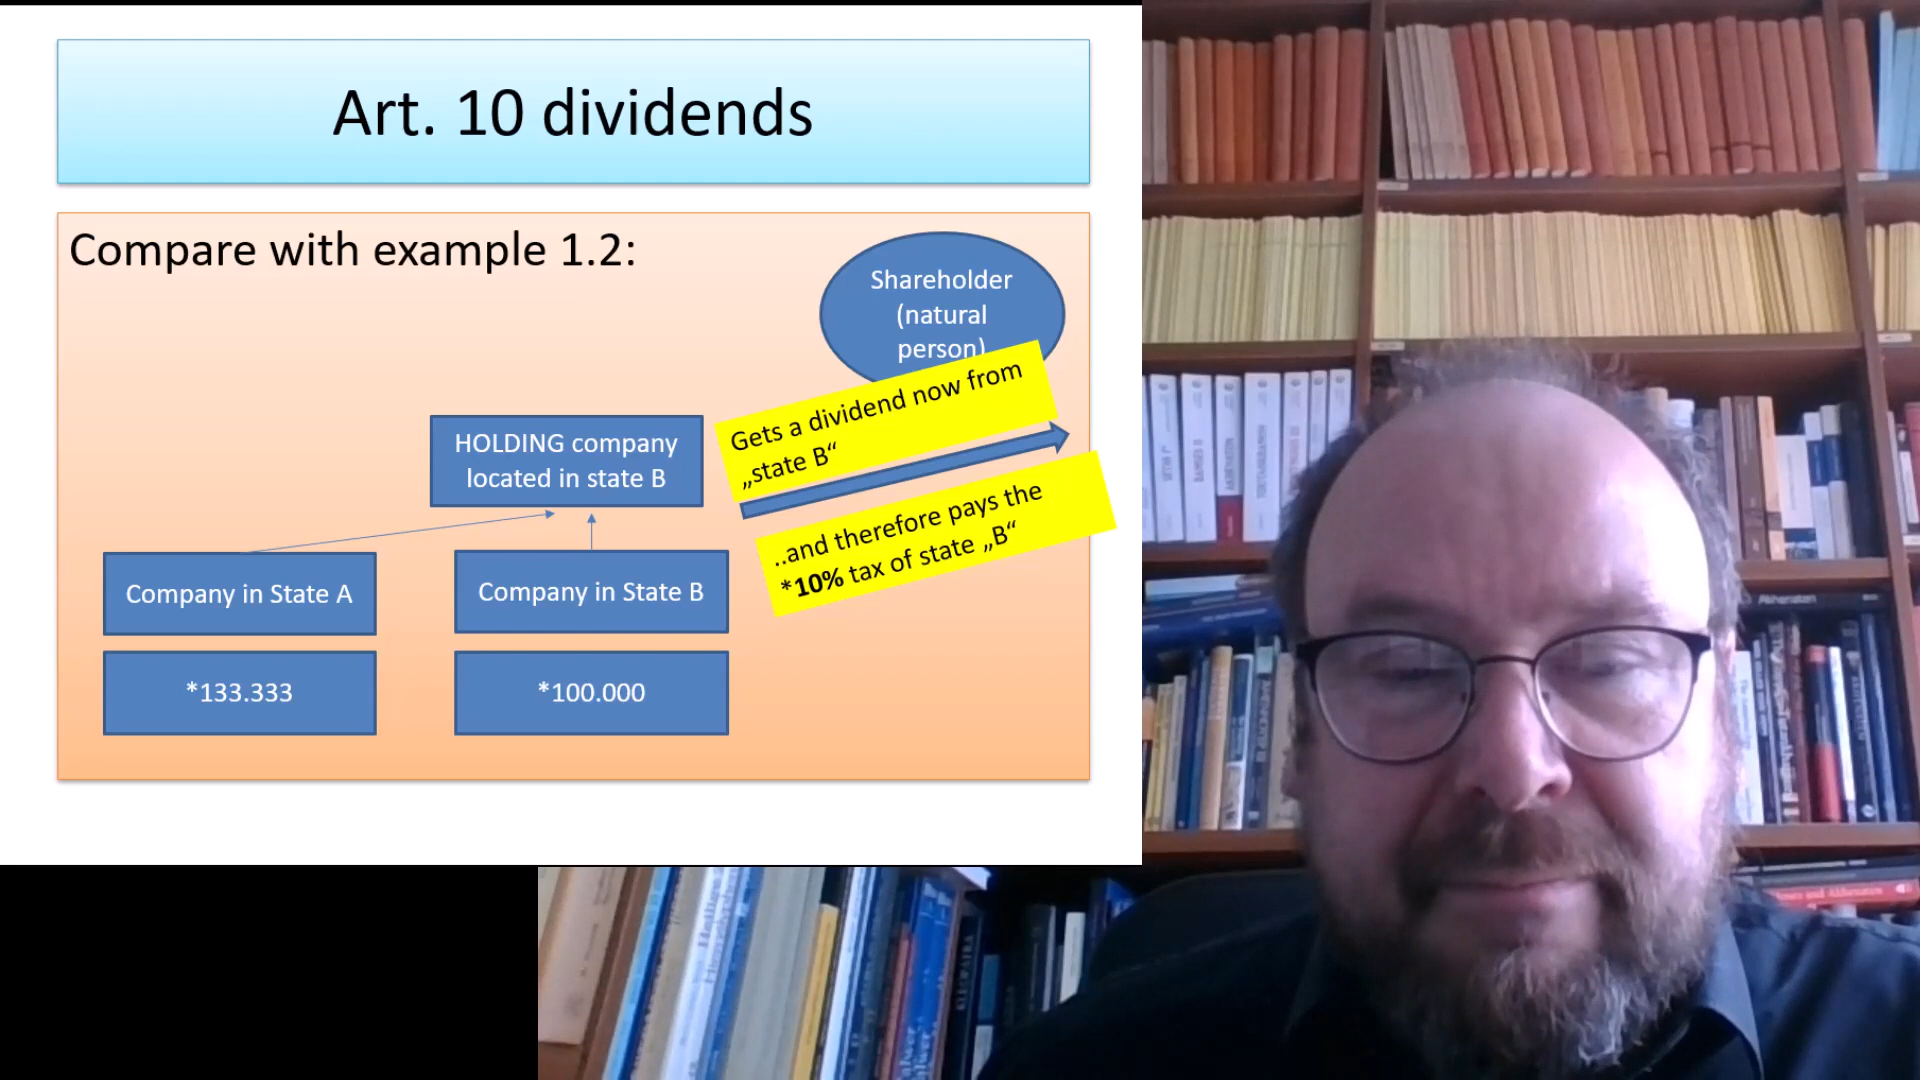 Art. 10 dividends
Compare with example 1.2:
Shareholder
(natural
person)
Gets a dividend now from
„state B“
HOLDING company
located in state B
..and therefore pays the
*10% tax of state „B“
Company in State A
Company in State B
*133.333
*100.000